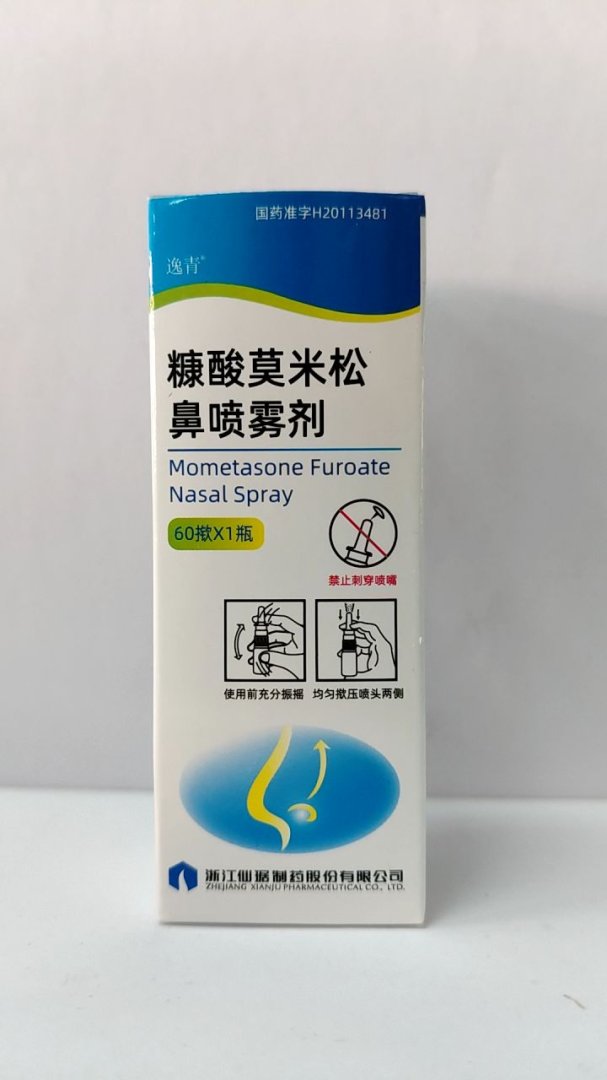 国药准字H20113481
逸青®
糠酸莫米松
鼻喷雾剂
Mometasone Furoate
Nasal Spray
60揿X1瓶
禁止刺穿喷嘴
使用前充分振摇 均匀揿压喷头两侧
浙江仙琚制药股份有限公司
ZHEJIANG XIANJU PHARMACEUTICAL CO., LTD.